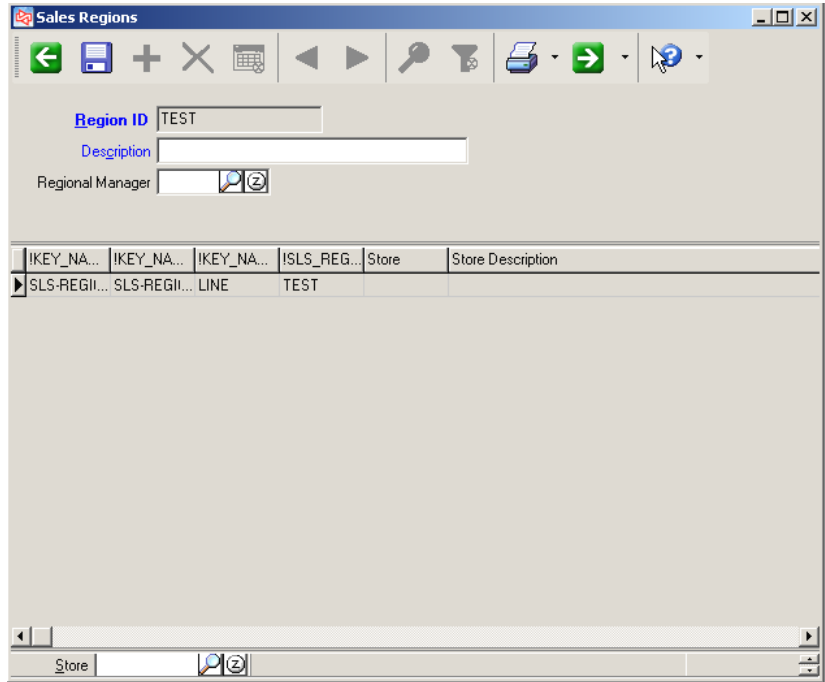 Sales Regions
Region ID TEST
Description
Regional Manager
!KEY_NA... !KEY_NA... !KEY_NA... !SLS_REG... Store Store Description
SLS-REGI(... SLS-REGI(... LINE TEST
Store